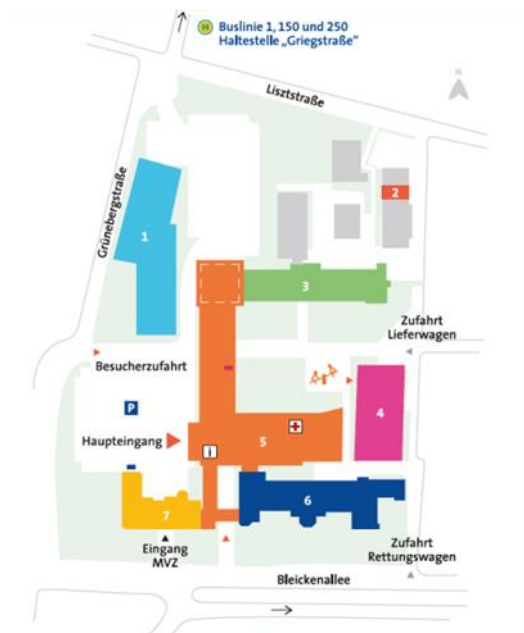 H Buslinie 1, 150 und 250
Haltestelle „Griegstraße“
N
Lisztstraße
Grünebergstraße
2
1
3
Zufahrt
Lieferwagen
Besucherzufahrt
P
4
Haupteingang
5
i
6
7
Eingang
MVZ
Zufahrt
Rettungswagen
Bleickenallee